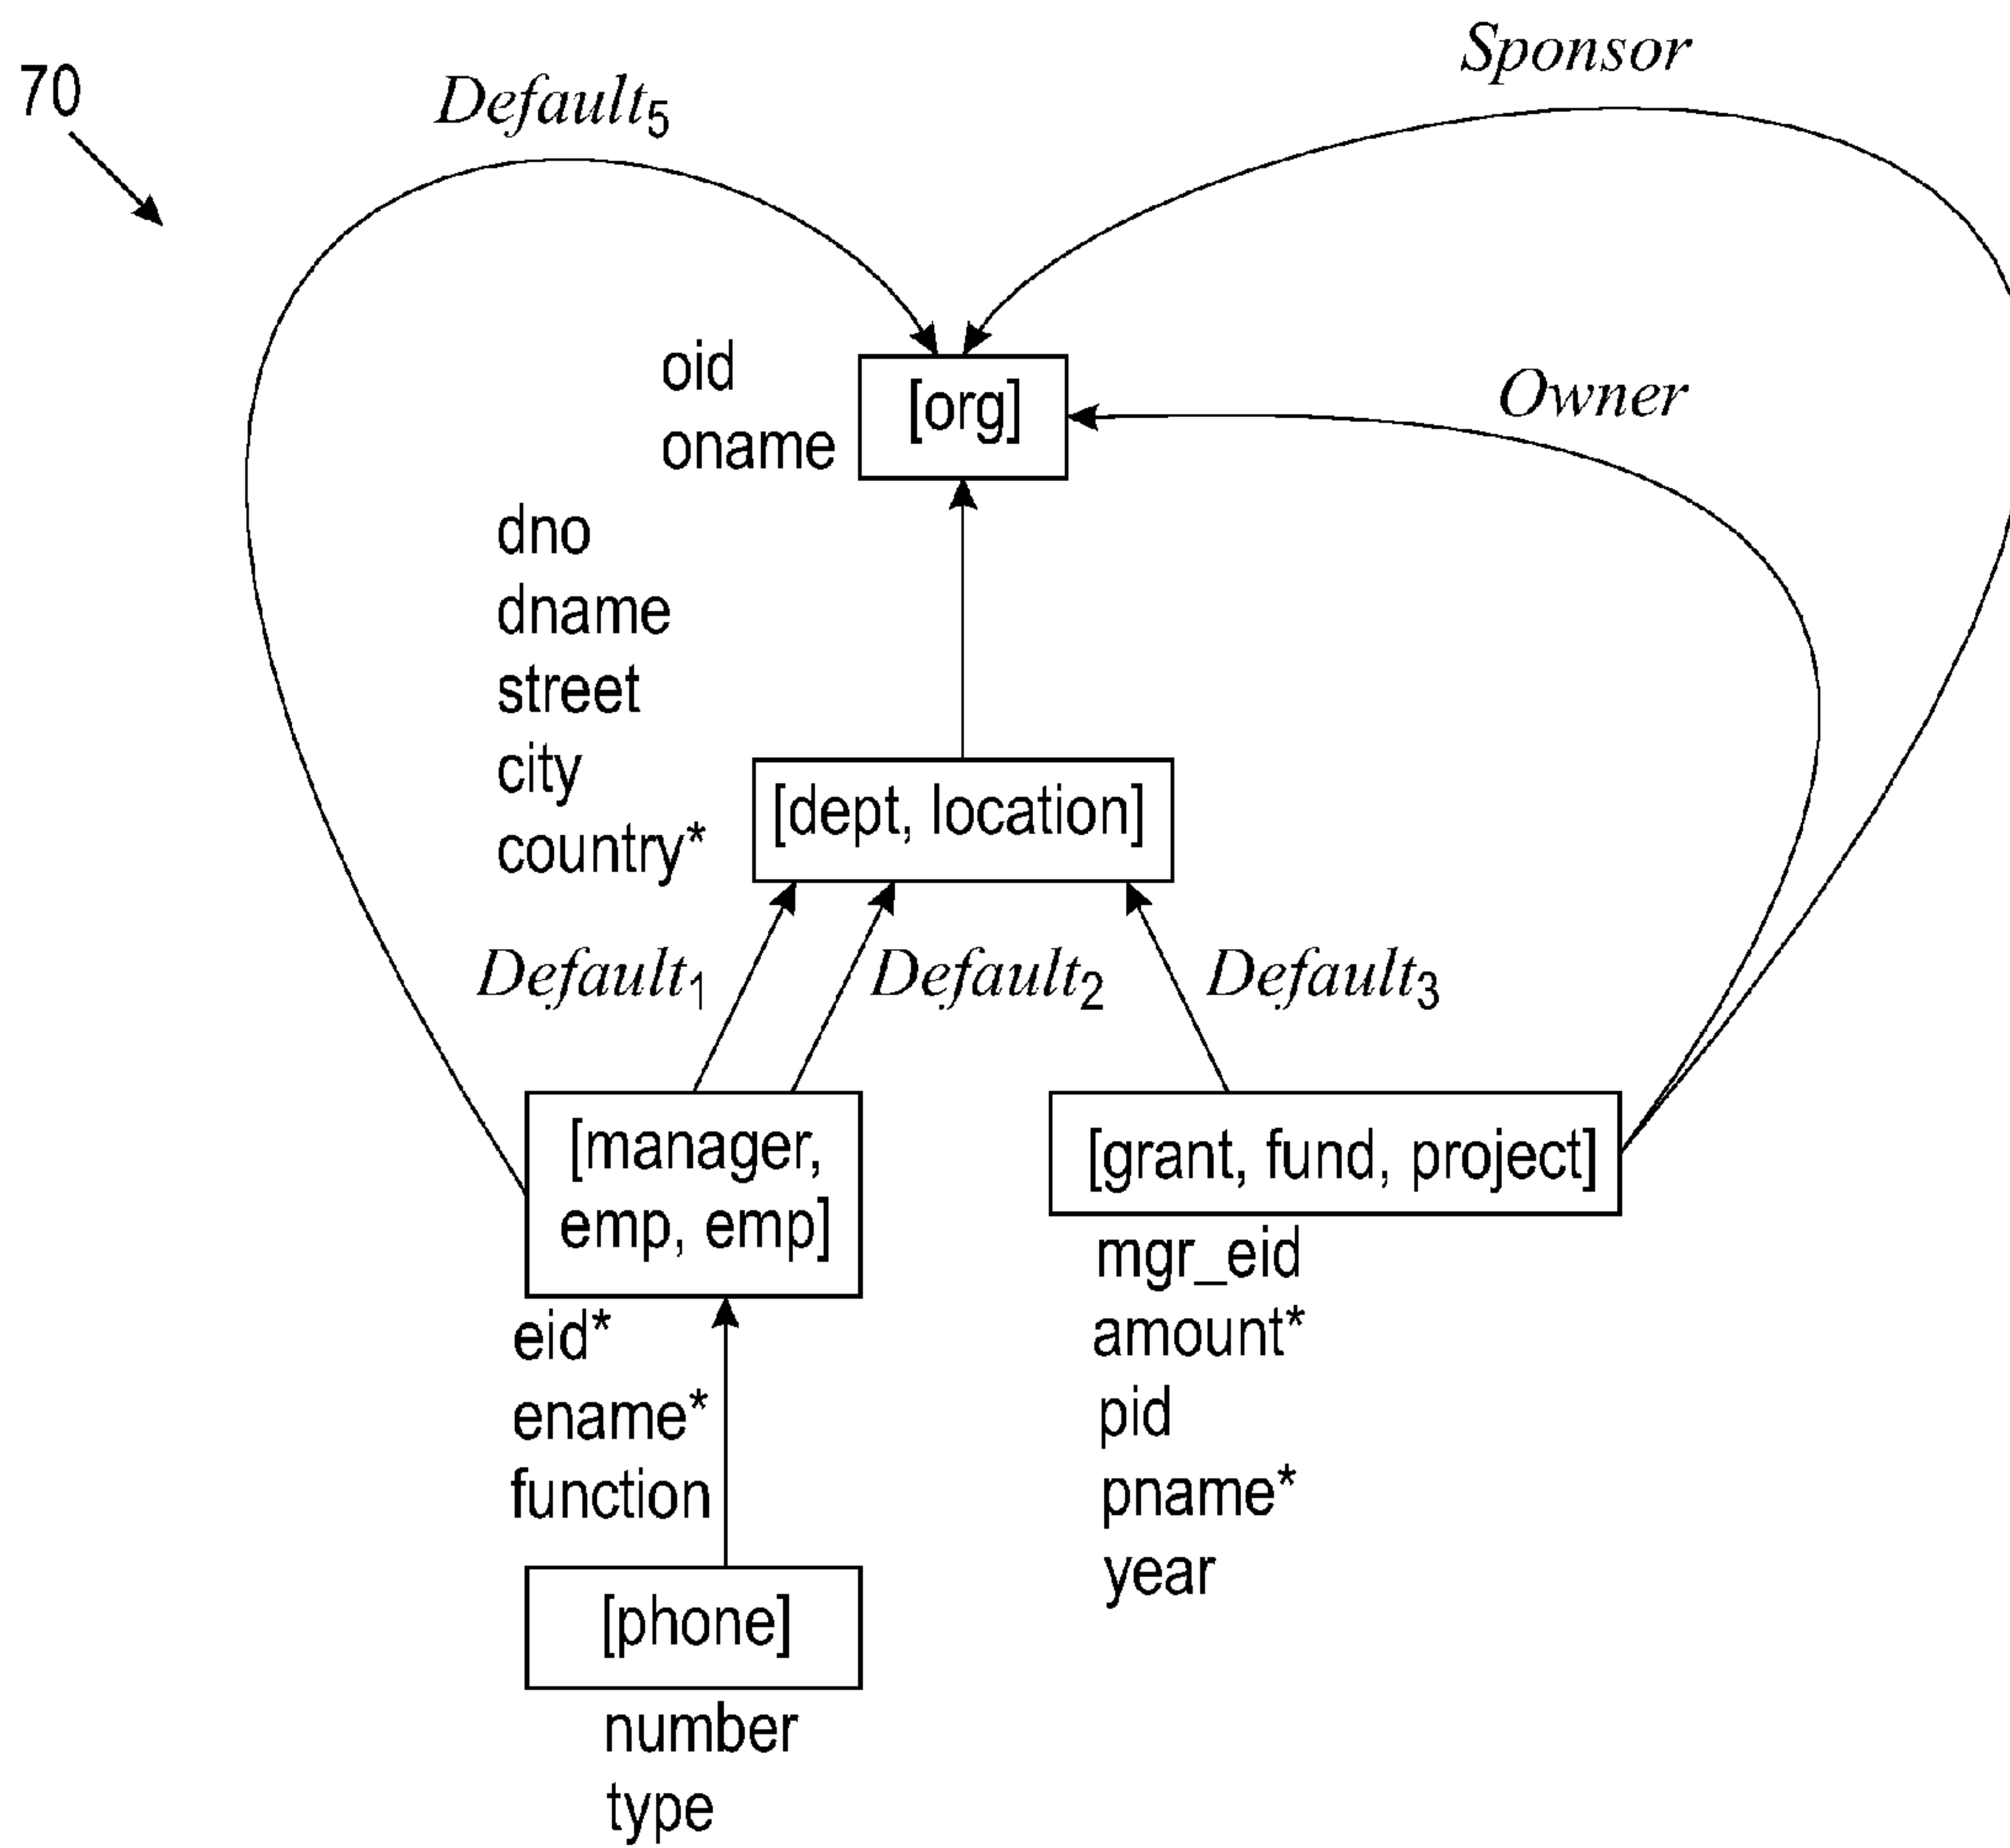 70
Default5
Sponsor
oid
oname
[org]
Owner
dno
dname
street
city
country*
[dept, location]
Default1
Default2
Default3
[manager,
emp, emp]
[grant, fund, project]
eid*
ename*
function
mgr_eid
amount*
pid
pname*
year
[phone]
number
type